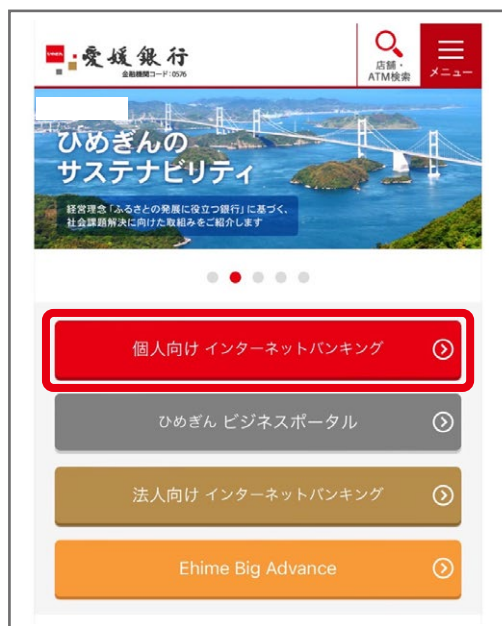 愛媛銀行
金融機関コード:0576
店舗・
ATM検索
メニュー
ひめぎんの
サステナビリティ
経営理念「ふるさとの発展に役立つ銀行」に基づく、
社会課題解決に向けた取組みをご紹介します
個人向け インターネットバンキング
ひめぎん ビジネスポータル
法人向け インターネットバンキング
Ehime Big Advance